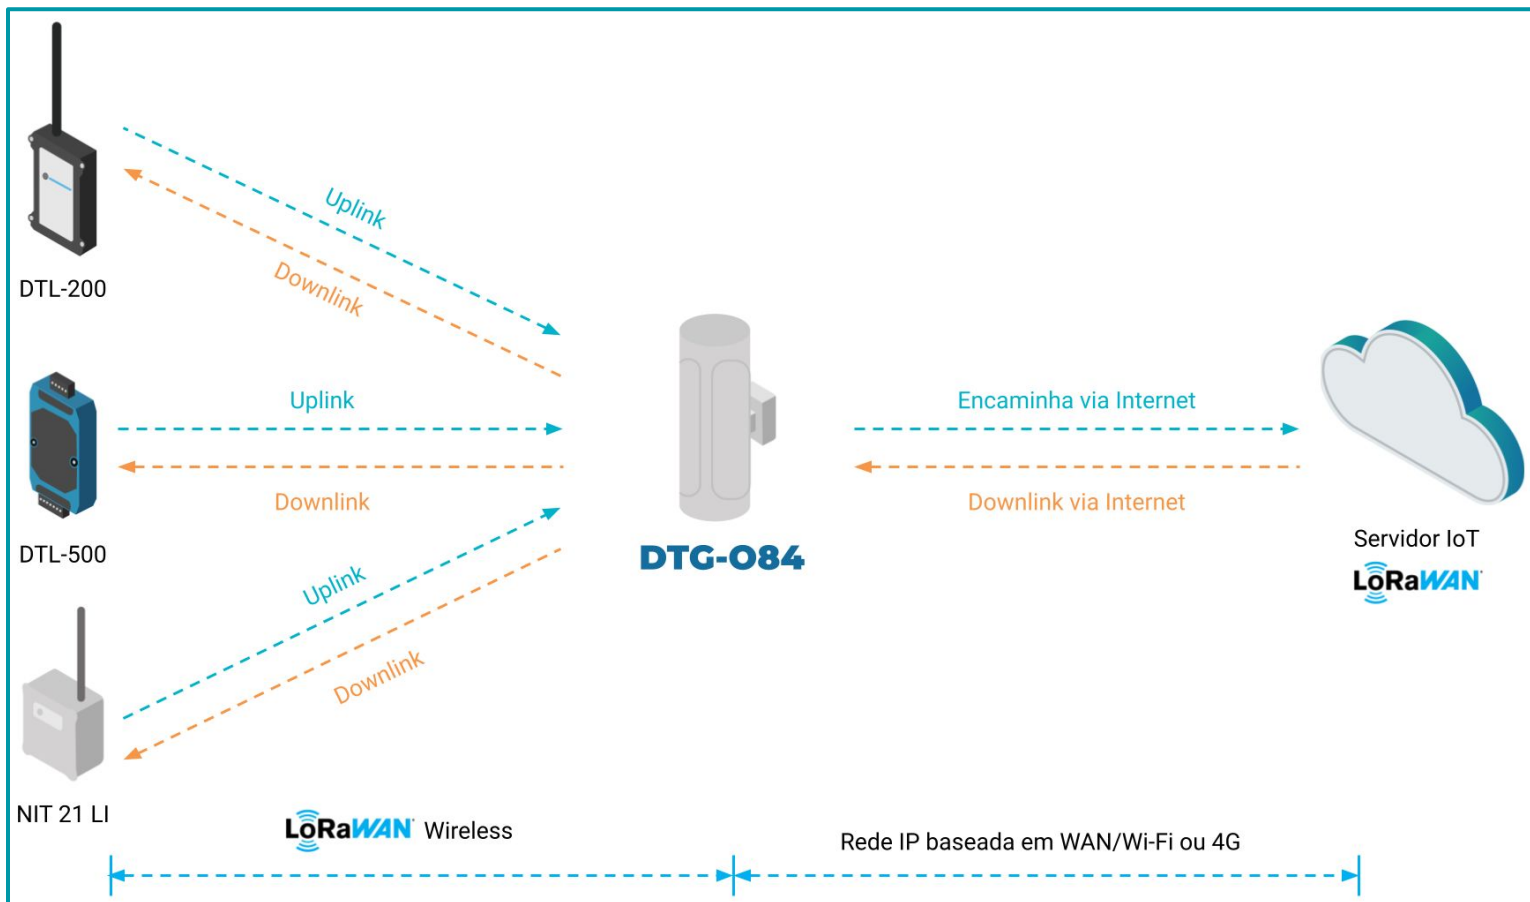 Uplink
Downlink
DTL-200
Uplink
Downlink
DTL-500
Uplink
Downlink
NIT 21 LI
DTG-O84
Encaminha via Internet
Downlink via Internet
Servidor IoT
LoRaWAN
LoRaWAN Wireless
Rede IP baseada em WAN/Wi-Fi ou 4G